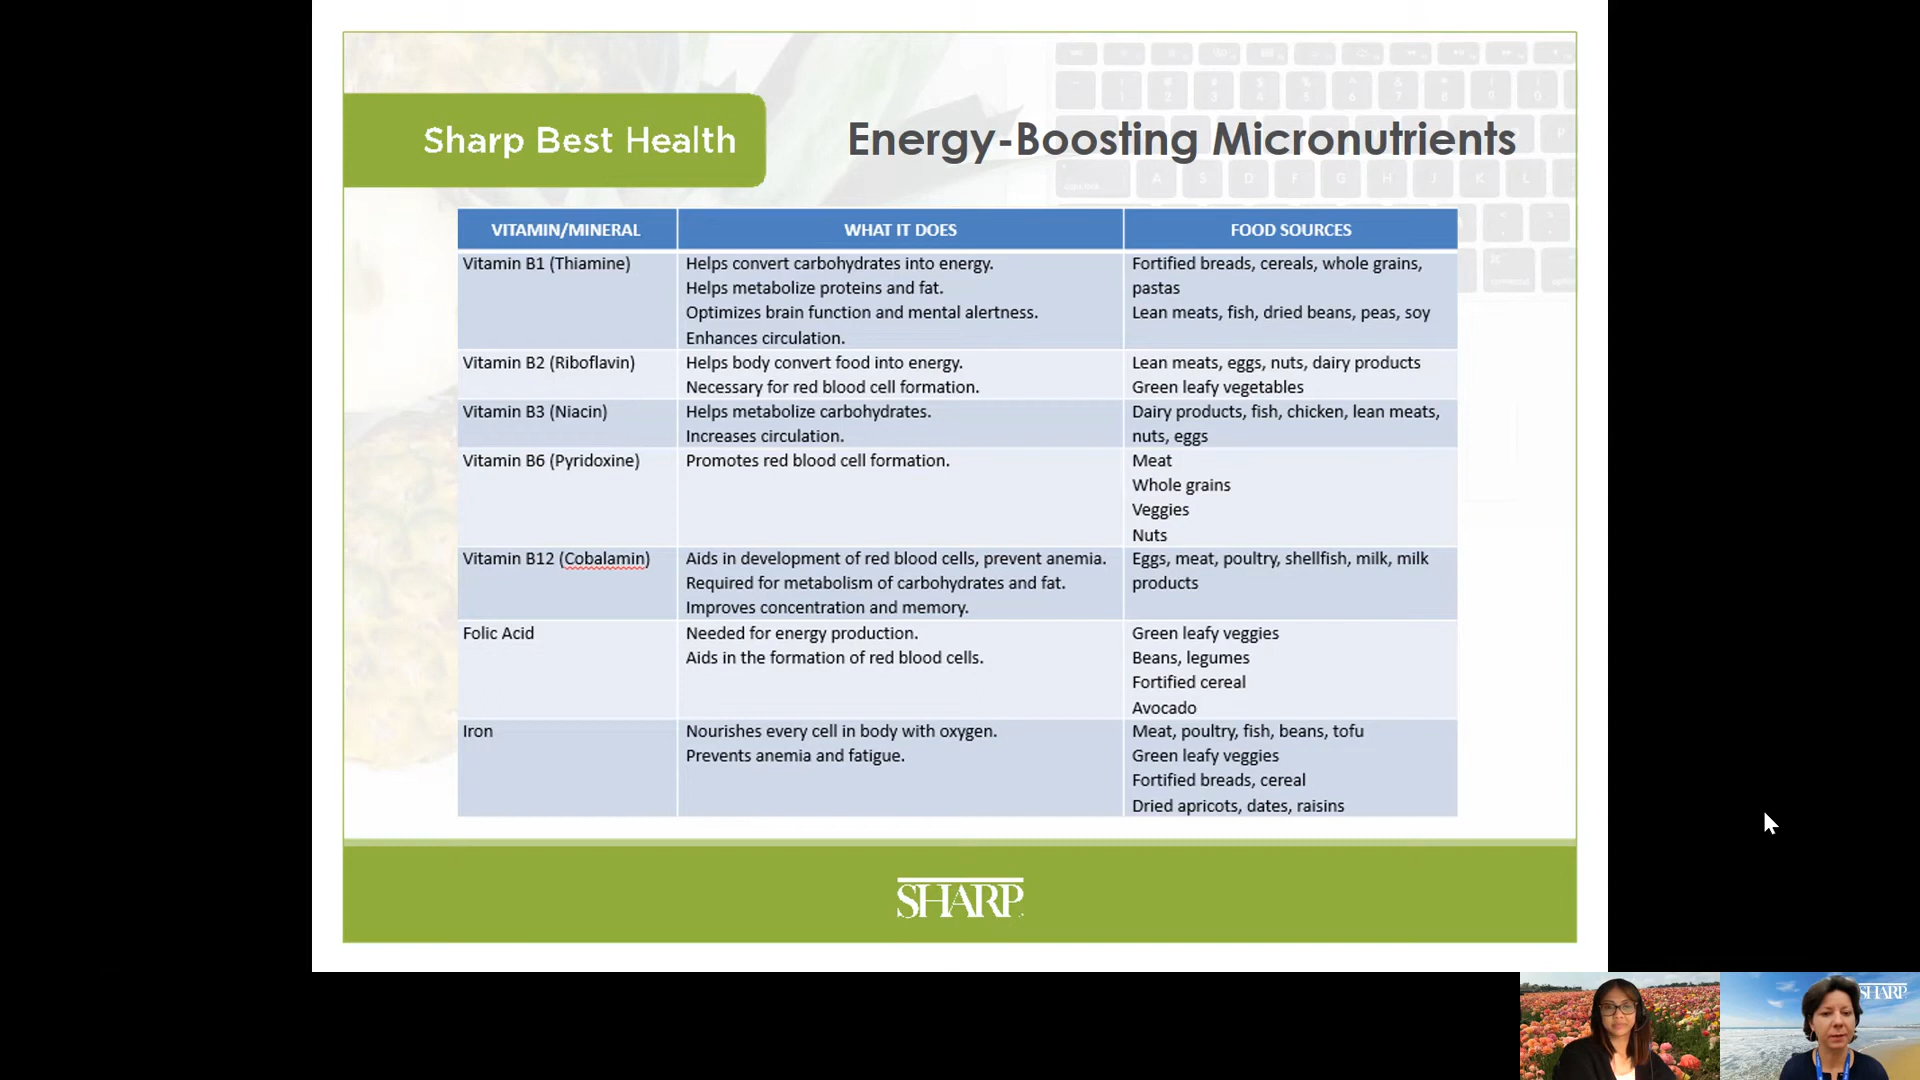 Sharp Best Health
Energy-Boosting Micronutrients
VITAMIN/MINERAL
WHAT IT DOES
FOOD SOURCES
Vitamin B1 (Thiamine)
Helps convert carbohydrates into energy.
Helps metabolize proteins and fat.
Optimizes brain function and mental alertness.
Enhances circulation.
Fortified breads, cereals, whole grains,
pastas
Lean meats, fish, dried beans, peas, soy
Vitamin B2 (Riboflavin)
Helps body convert food into energy.
Necessary for red blood cell formation.
Lean meats, eggs, nuts, dairy products
Green leafy vegetables
Vitamin B3 (Niacin)
Helps metabolize carbohydrates.
Increases circulation.
Dairy products, fish, chicken, lean meats,
nuts, eggs
Vitamin B6 (Pyridoxine)
Promotes red blood cell formation.
Meat
Whole grains
Veggies
Nuts
Vitamin B12 (Cobalamin)
Aids in development of red blood cells, prevent anemia.
Required for metabolism of carbohydrates and fat.
Improves concentration and memory.
Eggs, meat, poultry, shellfish, milk, milk
products
Folic Acid
Needed for energy production.
Aids in the formation of red blood cells.
Green leafy veggies
Beans, legumes
Fortified cereal
Avocado
Iron
Nourishes every cell in body with oxygen.
Prevents anemia and fatigue.
Meat, poultry, fish, beans, tofu
Green leafy veggies
Fortified breads, cereal
Dried apricots, dates, raisins
SHARP
SHARP